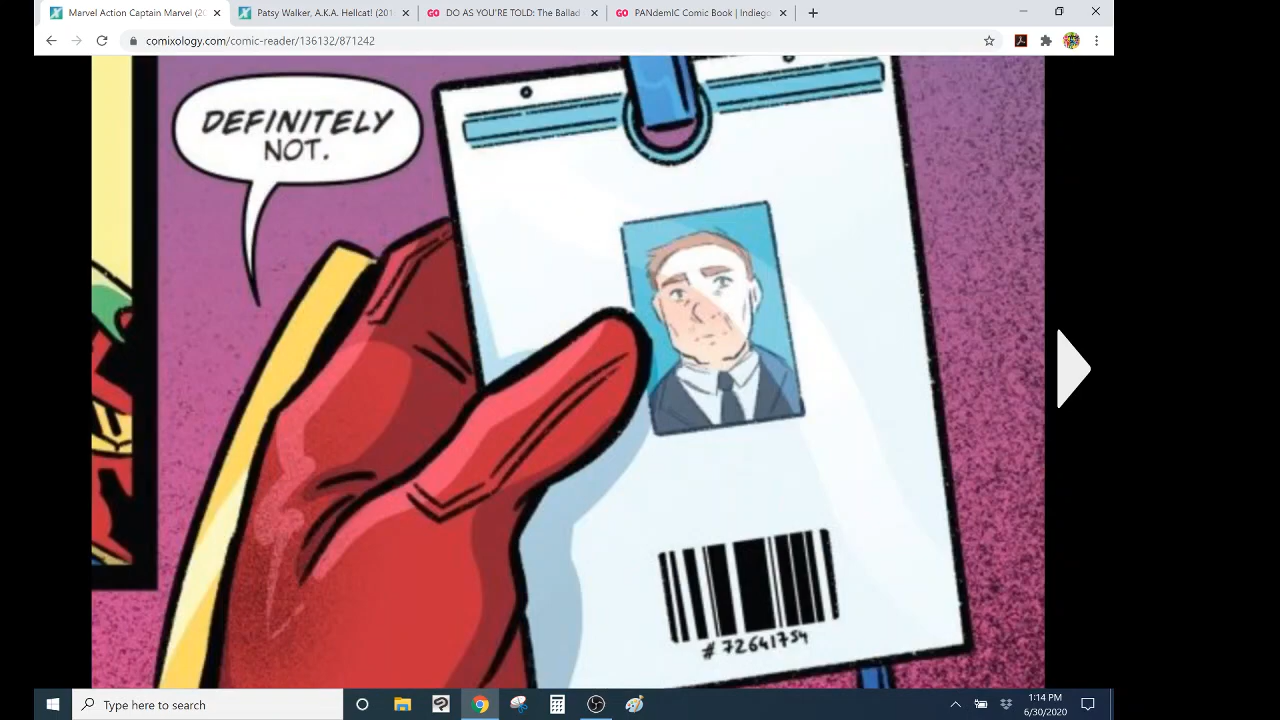 Marvel Action Captain Marvel (20
Patsy Walker, A.K.A. Hellcat! (201
GO DO AS YOU'RE TOLD: The Ballad
GO PANdemIC Comic Book | Indiego
comixology.com/comic-reader/136132/871242
DEFINITELY
NOT.
#72641754
Type here to search
1:14 PM
6/30/2020